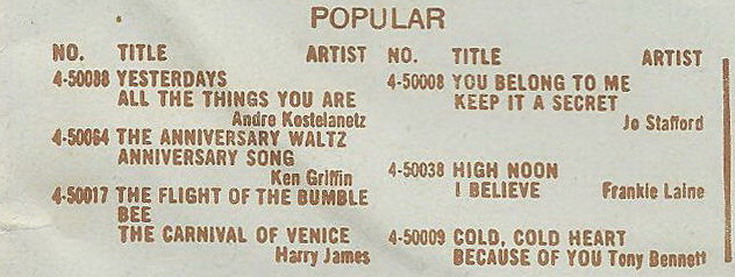 POPULAR
NO. TITLE ARTIST
4-50088 YESTERDAYS
ALL THE THINGS YOU ARE
Andre Kostelanetz
4-50064 THE ANNIVERSARY WALTZ
ANNIVERSARY SONG
Ken Griffin
4-50017 THE FLIGHT OF THE BUMBLE
BEE
THE CARNIVAL OF VENICE
Harry James
NO. TITLE ARTIST
4-50008 YOU BELONG TO ME
KEEP IT A SECRET
Jo Stafford
4-50038 HIGH NOON
I BELIEVE Frankie Laine
4-50009 COLD, COLD HEART
BECAUSE OF YOU Tony Bennett